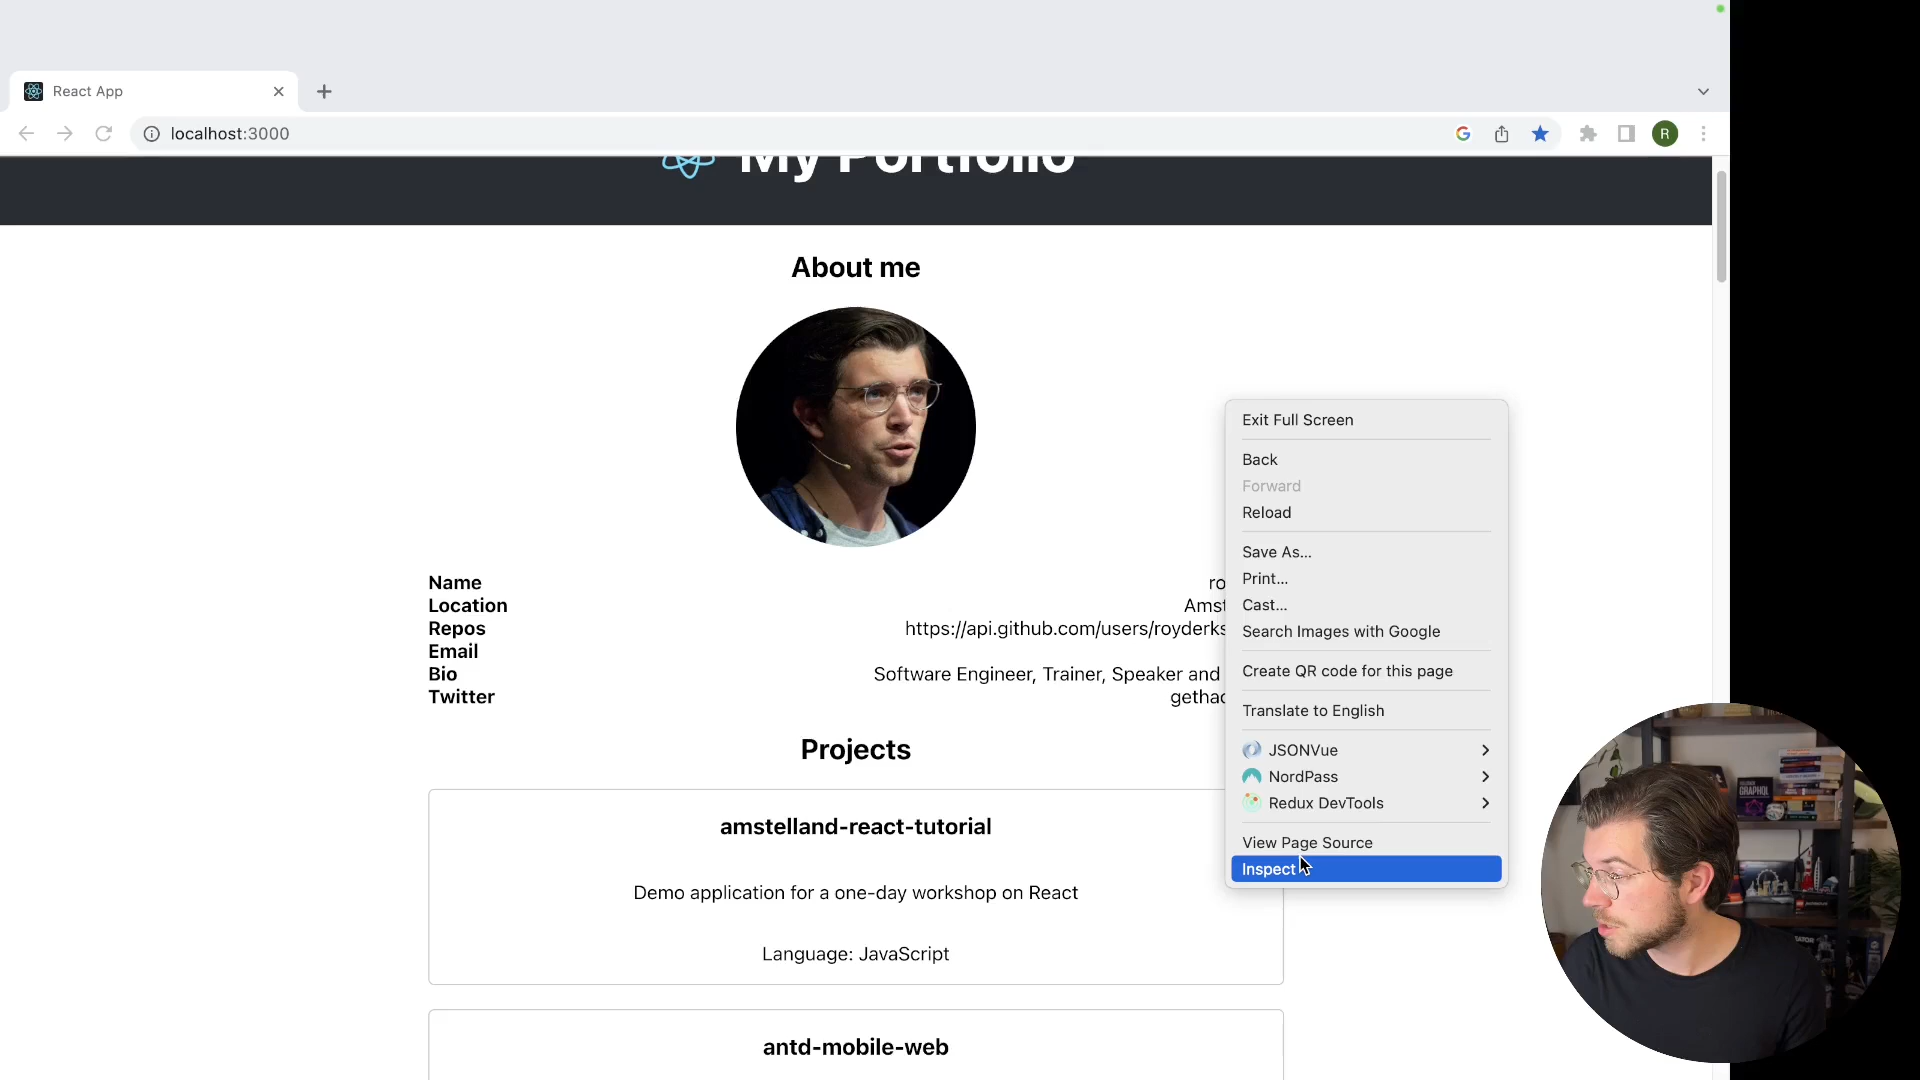 React App
localhost:3000
R
My Portfolio
About me
Name ro
Location Amst
Repos https://api.github.com/users/royderks
Email
Bio Software Engineer, Trainer, Speaker and
Twitter gethac
Projects
amstelland-react-tutorial
Demo application for a one-day workshop on React
Language: JavaScript
antd-mobile-web
Exit Full Screen
Back
Forward
Reload
Save As...
Print...
Cast...
Search Images with Google
Create QR code for this page
Translate to English
JSONVue
NordPass
Redux DevTools
View Page Source
Inspect
GRAPHQL